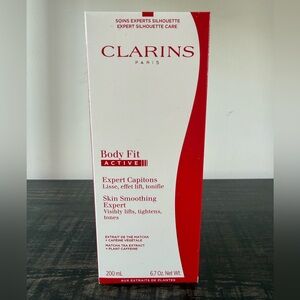 SOINS EXPERTS SILHOUETTE
EXPERT SILHOUETTE CARE
CLARINS
PARIS
Body Fit
ACTIVE
Expert Capitons
Lisse, effet lift, tonifie
Skin Smoothing
Expert
Visibly lifts, tightens,
tones
EXTRAIT DE THÉ MATCHA
+ CAFÉINE VÉGÉTALE
MATCHA TEA EXTRACT
+ PLANT CAFFEINE
200 mL 6.7 Oz. Net Wt.
AUX EXTRAITS DE PLANTES